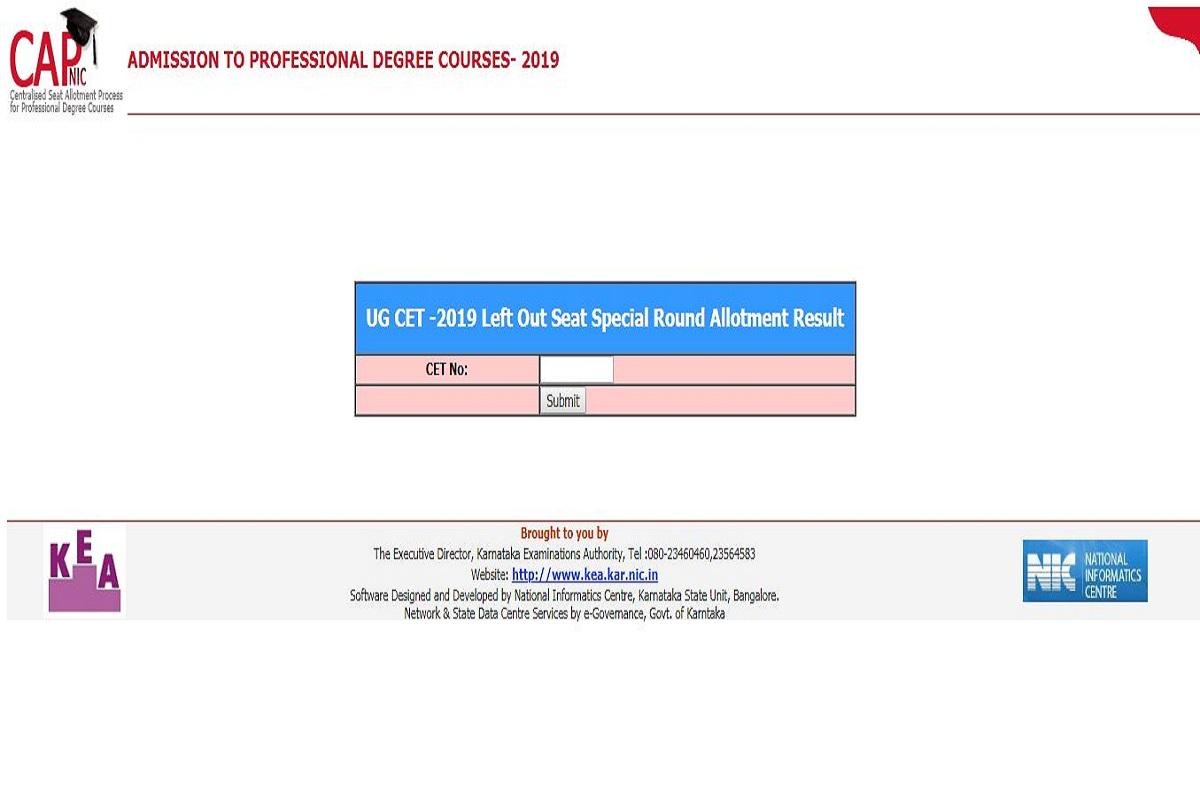 CAP
NIC
Centralised Seat Allotment Process
for Professional Degree Courses
ADMISSION TO PROFESSIONAL DEGREE COURSES- 2019
UG CET -2019 Left Out Seat Special Round Allotment Result
CET No:
Submit
KEA
Brought to you by
The Executive Director, Karnataka Examinations Authority, Tel :080-23460460,23564583
Website: http://www.kea.kar.nic.in
Software Designed and Developed by National Informatics Centre, Karnataka State Unit, Bangalore.
Network & State Data Centre Services by e-Governance, Govt. of Karntaka
NIC
NATIONAL
INFORMATICS
CENTRE